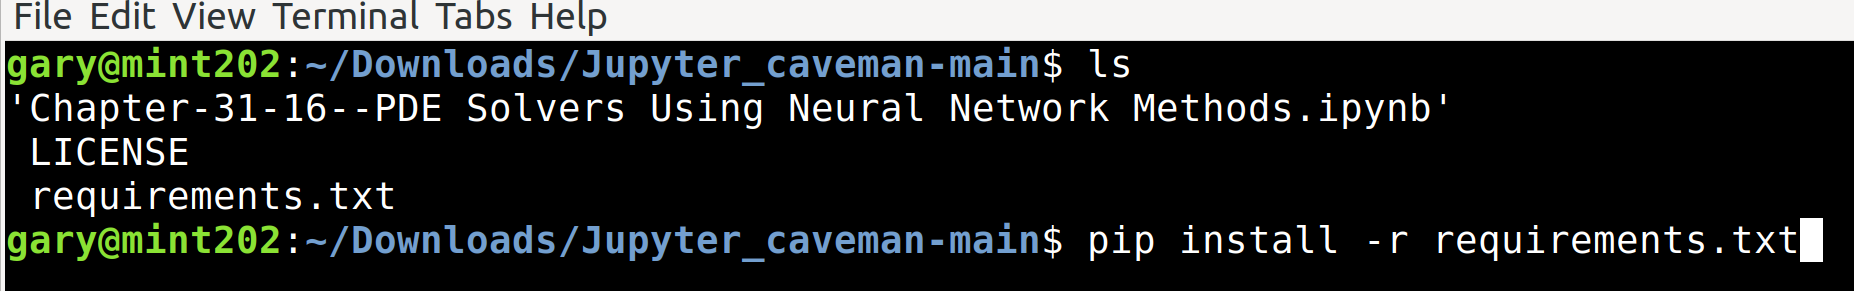 File Edit View Terminal Tabs Help
gary@mint202:~/Downloads/Jupyter_caveman-main$ ls
'Chapter-31-16--PDE Solvers Using Neural Network Methods.ipynb'
LICENSE
requirements.txt
gary@mint202:~/Downloads/Jupyter_caveman-main$ pip install -r requirements.txt